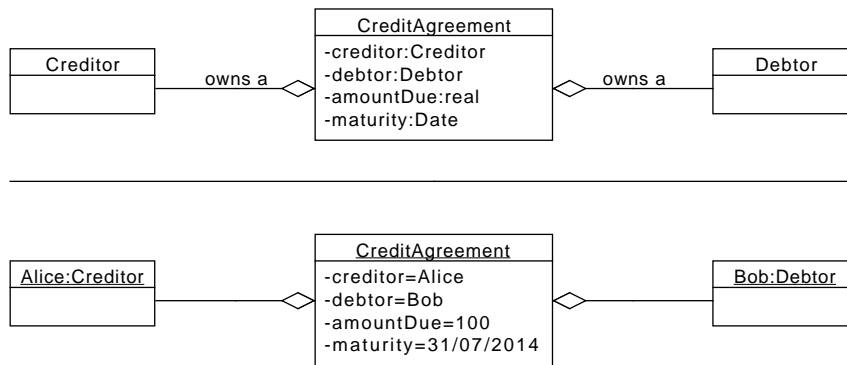 CreditAgreement
-creditor:Creditor
-debtor:Debtor
-amountDue:real
-maturity:Date
Creditor
owns a
owns a
Debtor
CreditAgreement
-creditor=Alice
-debtor=Bob
-amountDue=100
-maturity=31/07/2014
Alice:Creditor
Bob:Debtor